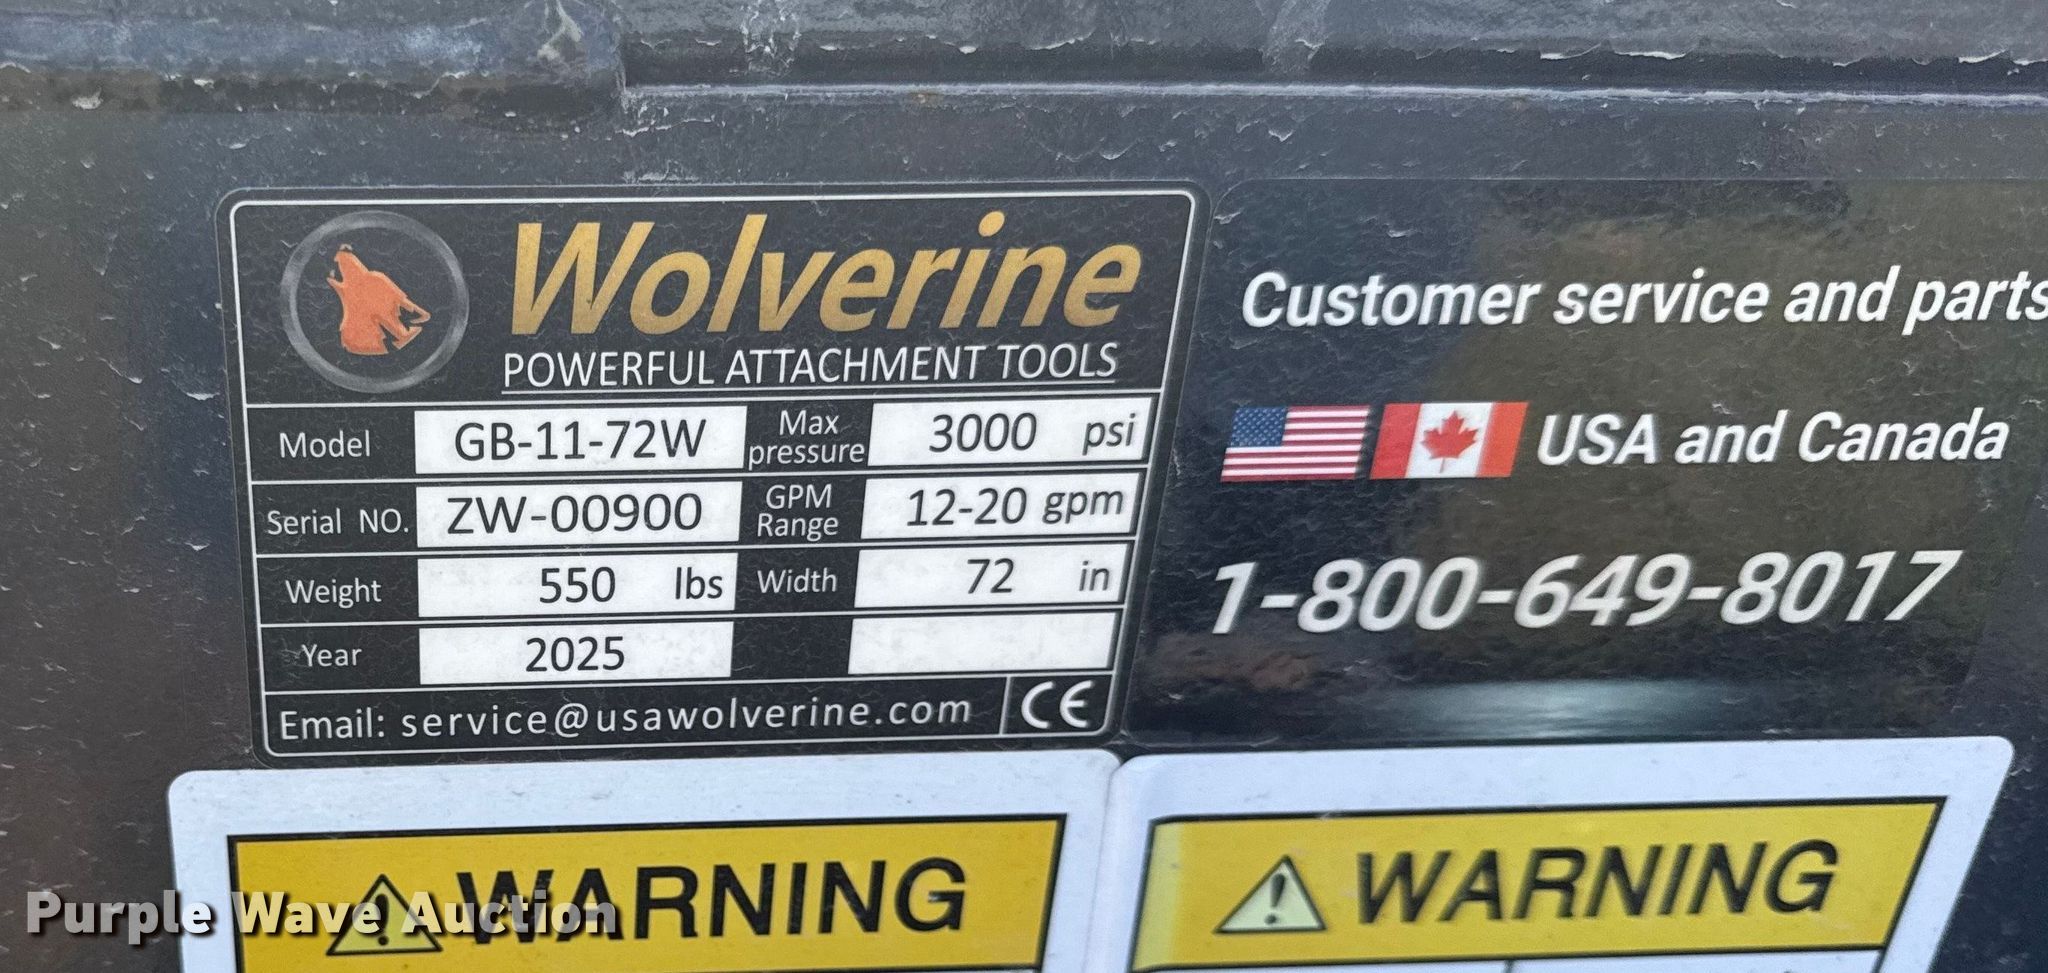 Wolverine
POWERFUL ATTACHMENT TOOLS
Model GB-11-72W Max pressure 3000 psi
Serial NO. ZW-00900 GPM Range 12-20 gpm
Weight 550 lbs Width 72 in
Year 2025
Email: service@usawolverine.com CE
Customer service and parts
USA and Canada
1-800-649-8017
WARNING
WARNING
Purple Wave Auction